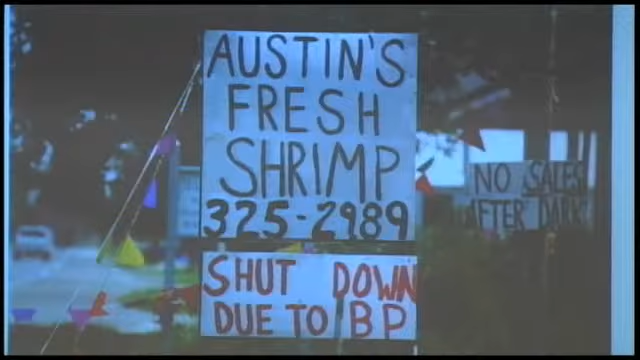 AUSTIN'S
FRESH
SHRIMP
325-2989
SHUT DOWN
DUE TO BP
NO SALES
AFTER DARK